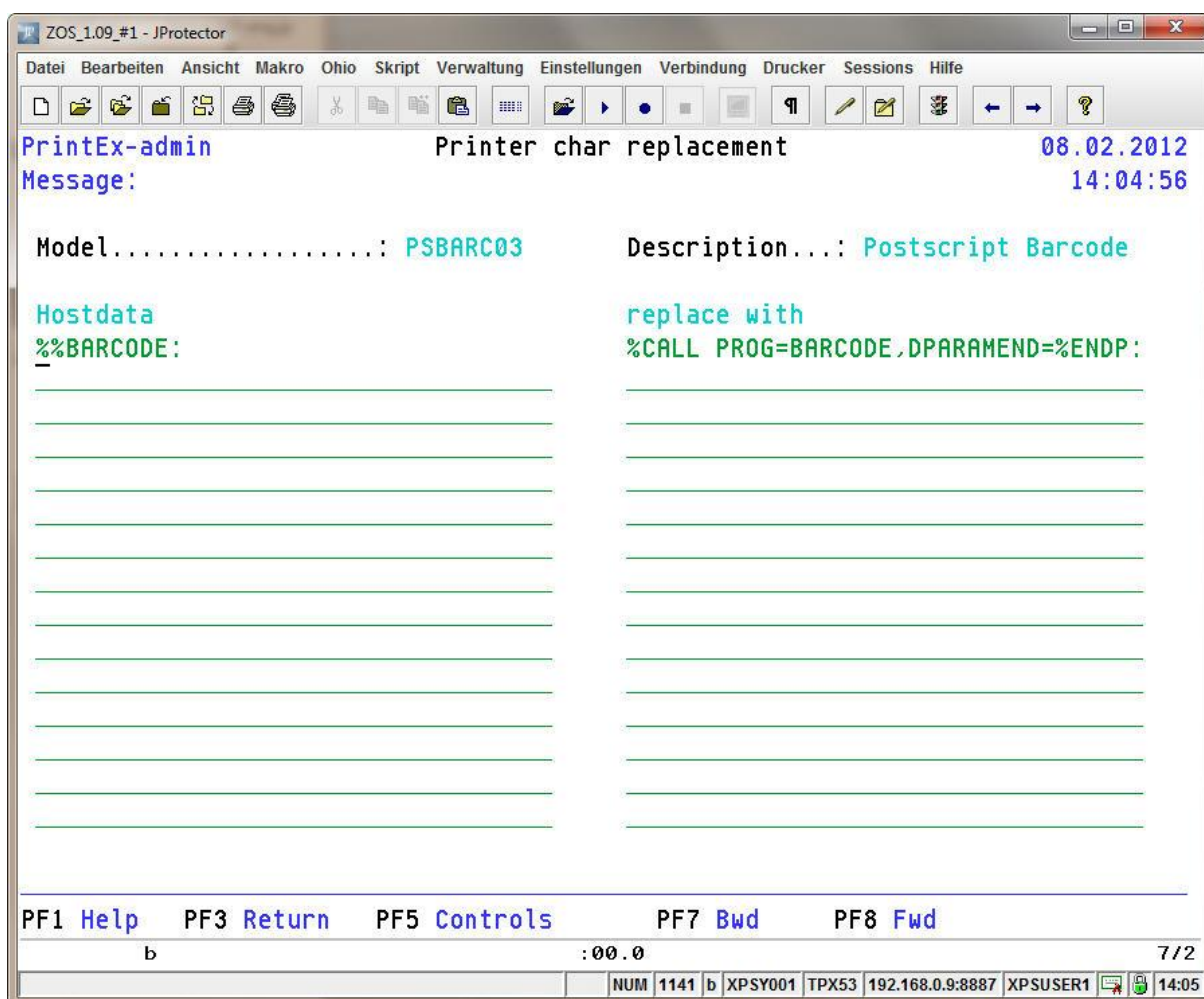 ZOS_1.09_#1 - JProtector
Datei Bearbeiten Ansicht Makro Ohio Skript Verwaltung Einstellungen Verbindung Drucker Sessions Hilfe
PrintEx-admin Printer char replacement 08.02.2012
Message: 14:04:56
Model..................: PSBARC03 Description...: Postscript Barcode
Hostdata replace with
%%BARCODE: %CALL PROG=BARCODE,DPARAMEND=%ENDP:
PF1 Help PF3 Return PF5 Controls PF7 Bwd PF8 Fwd
b :00.0 7/2
NUM 1141 b XPSY001 TPX53 192.168.0.9:8887 XPSUSER1 14:05